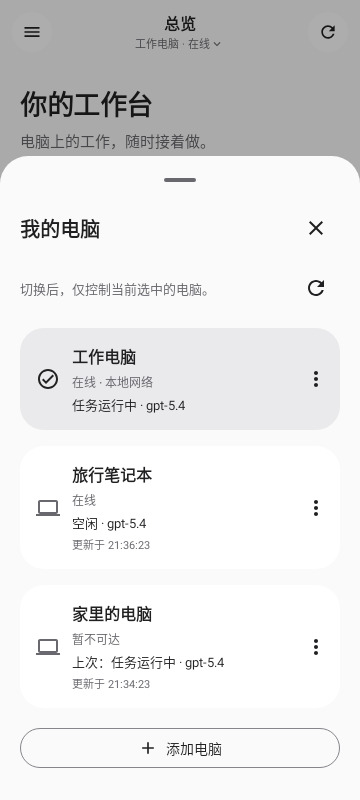 总览
工作电脑 · 在线
你的工作台
电脑上的工作，随时接着做。
我的电脑
切换后，仅控制当前选中的电脑。
工作电脑
在线 · 本地网络
任务运行中 · gpt-5.4
旅行笔记本
在线
空闲 · gpt-5.4
更新于 21:36:23
家里的电脑
暂不可达
上次：任务运行中 · gpt-5.4
更新于 21:34:23
添加电脑